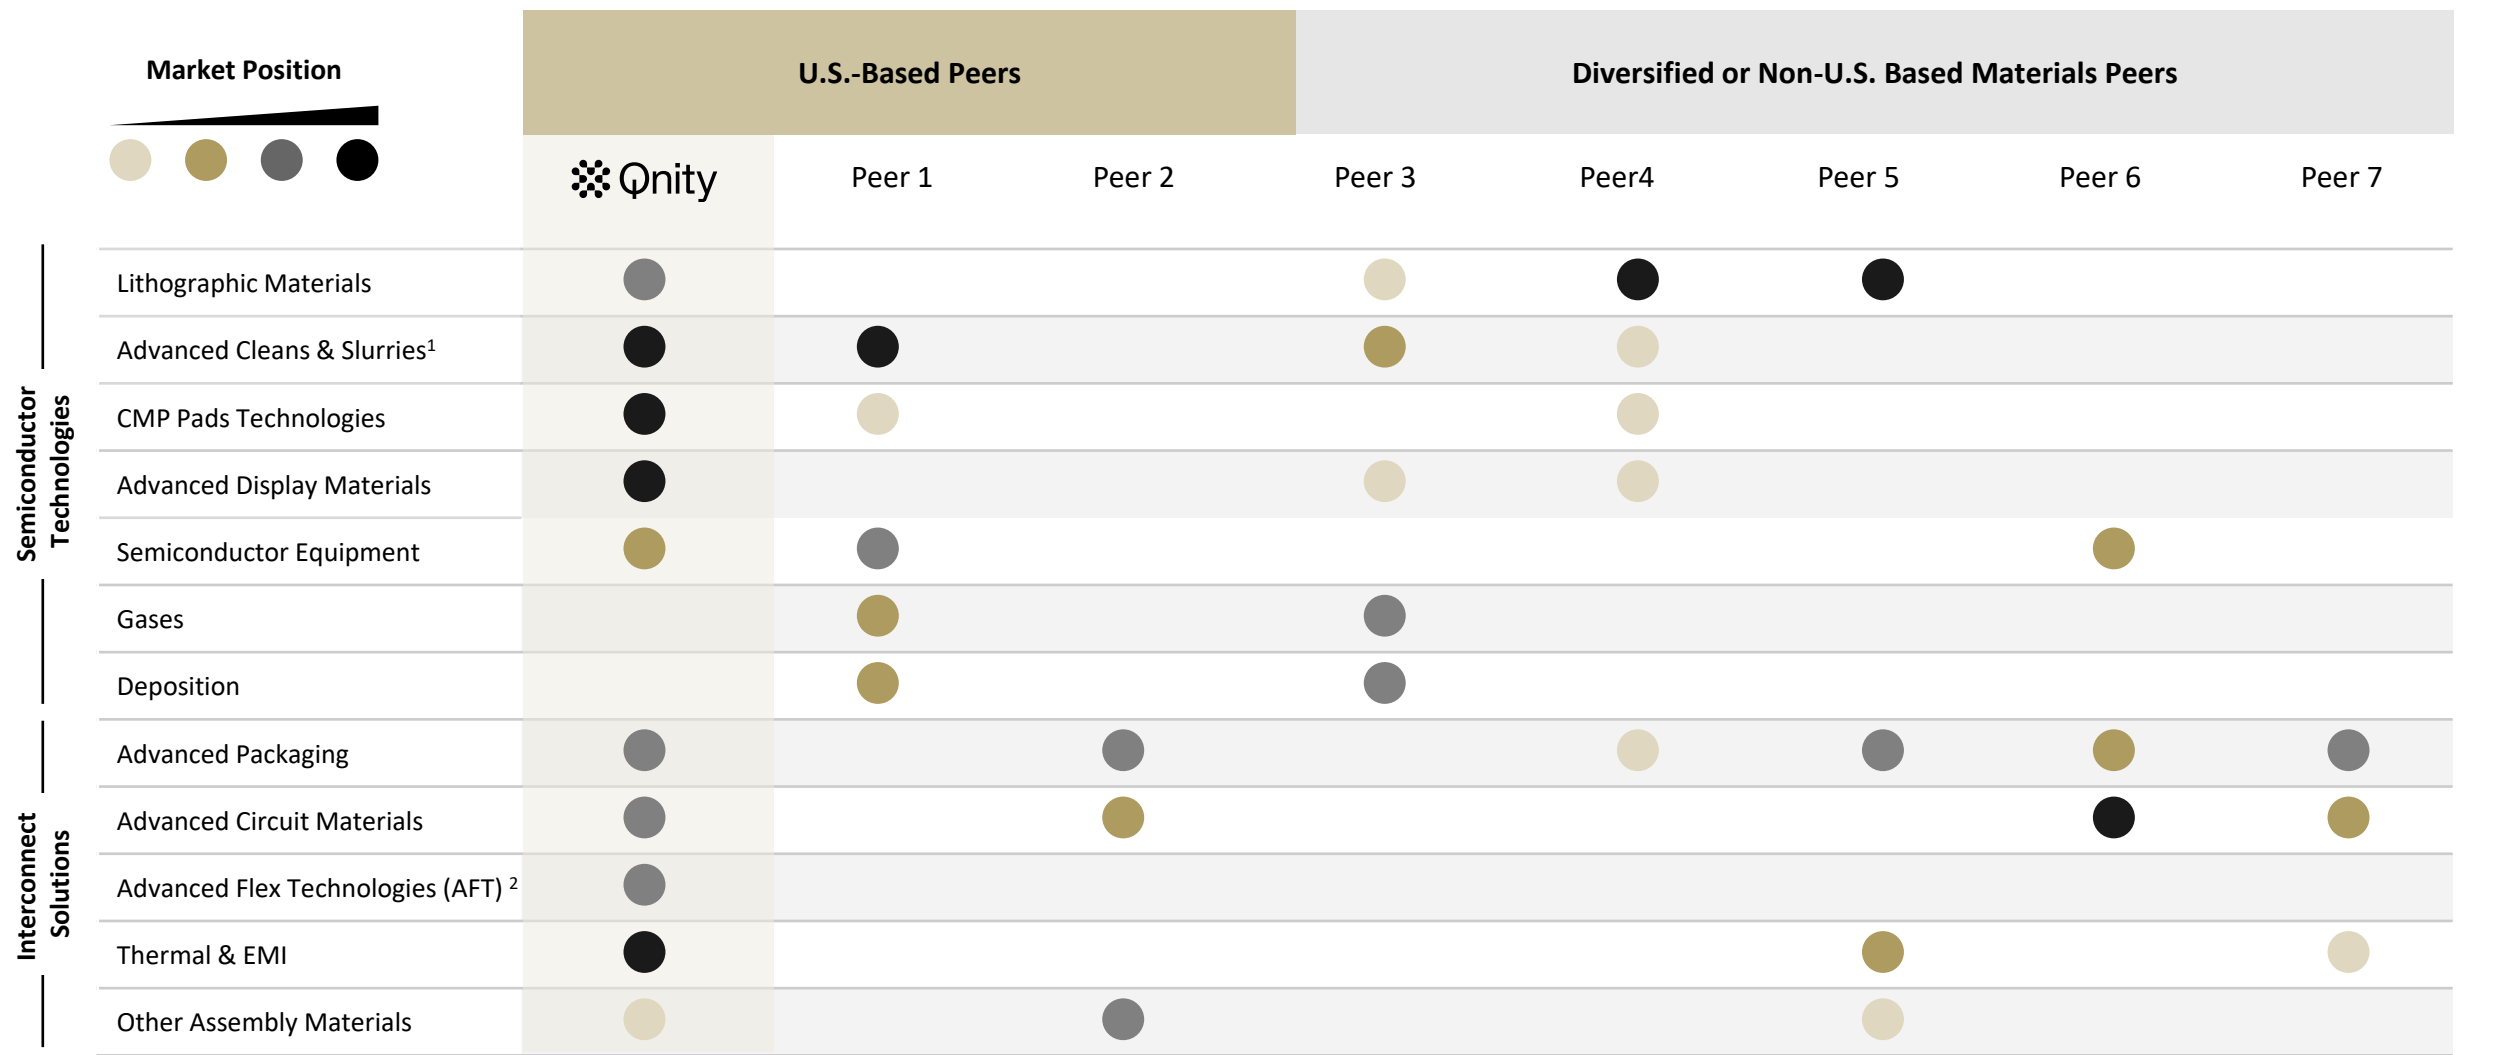 Market Position
U.S.-Based Peers
Diversified or Non-U.S. Based Materials Peers
Qnity
Peer 1
Peer 2
Peer 3
Peer4
Peer 5
Peer 6
Peer 7
Semiconductor
Technologies
Lithographic Materials
Advanced Cleans & Slurries1
CMP Pads Technologies
Advanced Display Materials
Semiconductor Equipment
Gases
Deposition
Interconnect
Solutions
Advanced Packaging
Advanced Circuit Materials
Advanced Flex Technologies (AFT) 2
Thermal & EMI
Other Assembly Materials